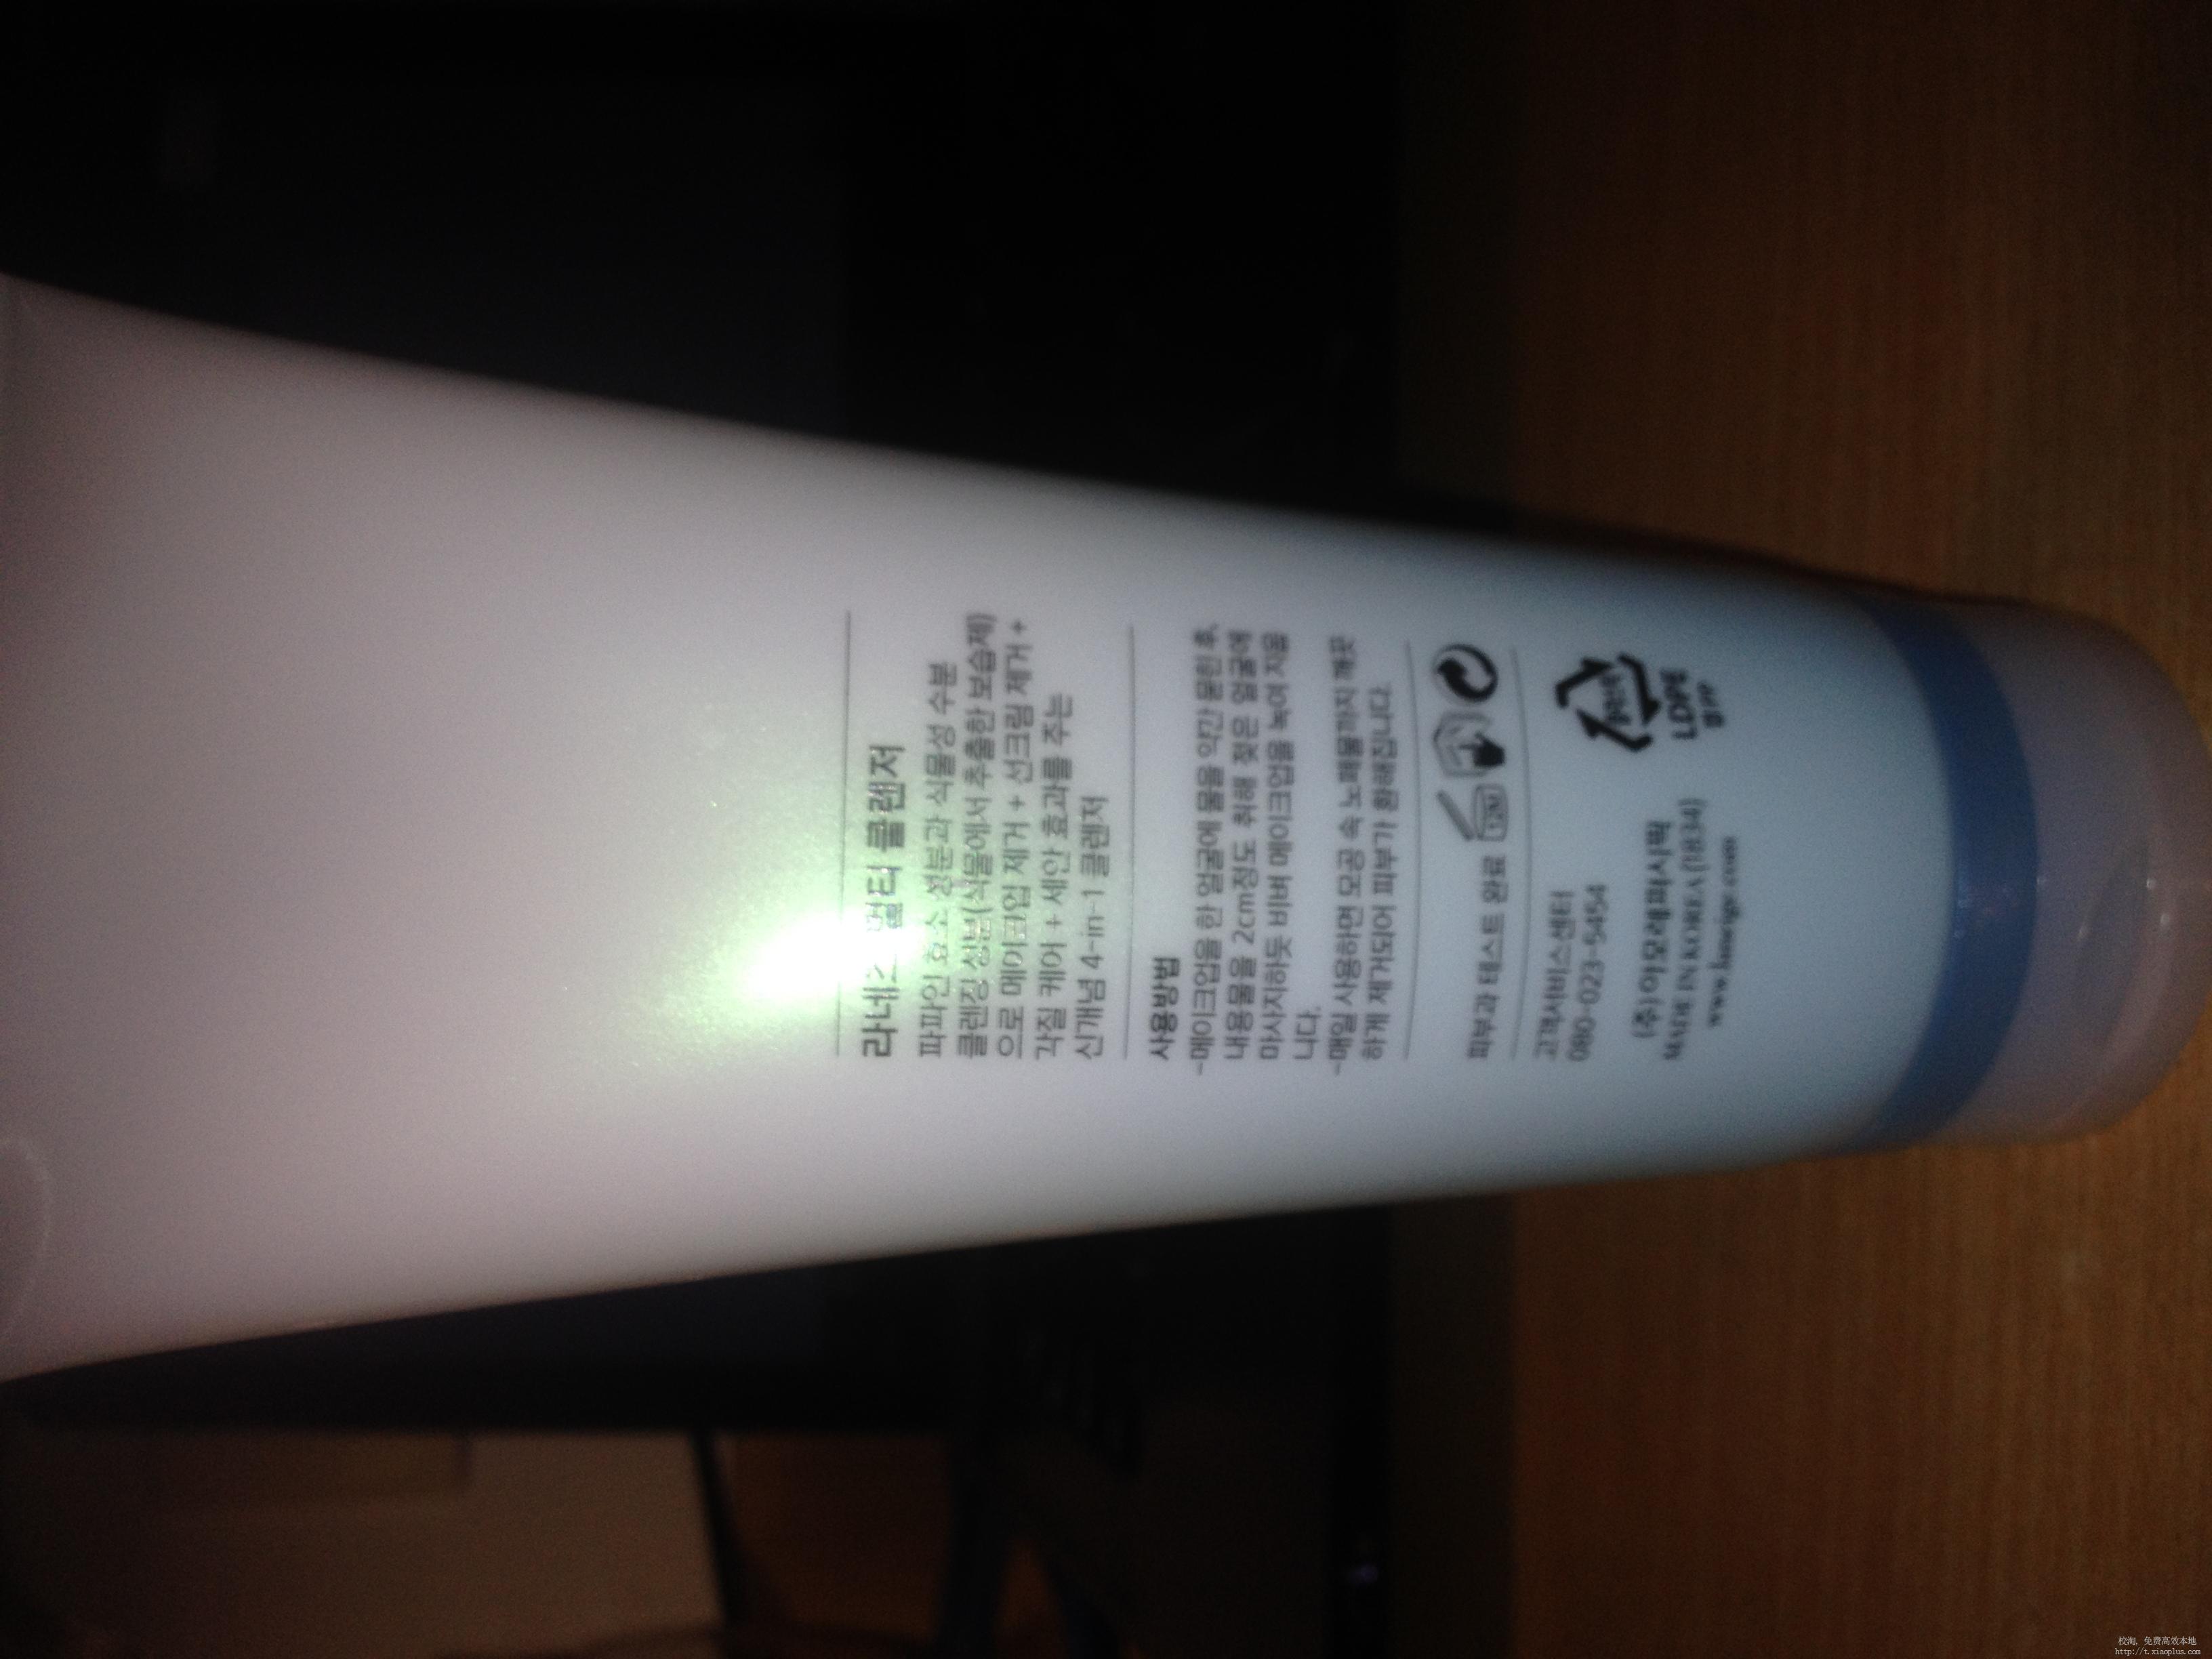 라네즈 멀티 클렌저
파파인 효소 성분과 식물성 수분
클렌징 성분(식물에서 추출한 보습제)
으로 메이크업 제거 + 선크림 제거 +
각질 케어 + 세안 효과를 주는
신개념 4-in-1 클렌저
사용방법
-메이크업을 한 얼굴에 물을 약간 묻힌 후,
내용물을 2cm정도 취해 젖은 얼굴에
마사지하듯 비벼 메이크업을 녹여 지웁
니다.
-매일 사용하면 모공 속 노폐물까지 깨끗
하게 제거되어 피부가 환해집니다.
피부과 테스트 완료 12M
고객서비스센터
080-023-5454
(주)아모레퍼시픽
MADE IN KOREA (1834)
www.laneige.com
플라스틱
LDPE
校淘，免费高效本地
http://t.xiaoplus.com